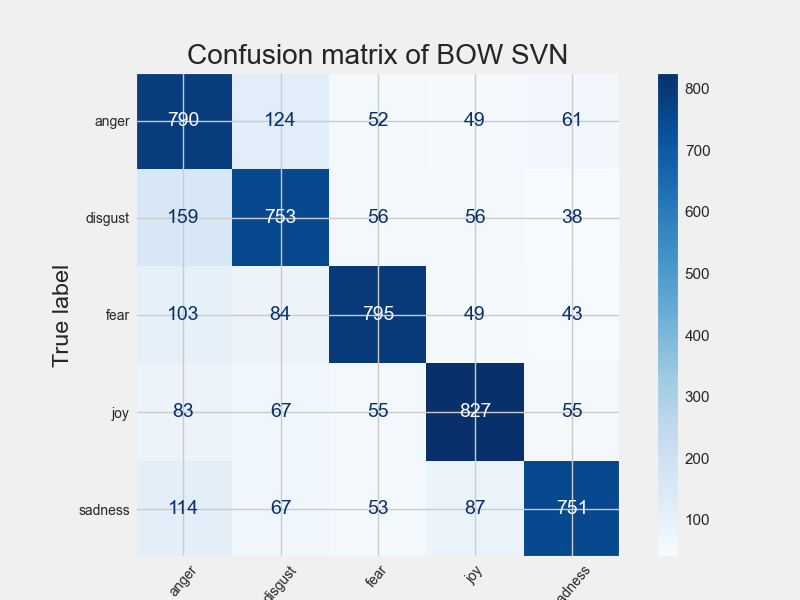 Confusion matrix of BOW SVN
anger 790 124 52 49 61
disgust 159 753 56 56 38
fear 103 84 795 49 43
joy 83 67 55 827 55
sadness 114 67 53 87 751
True label
anger disgust fear joy adness
800
700
600
500
400
300
200
100